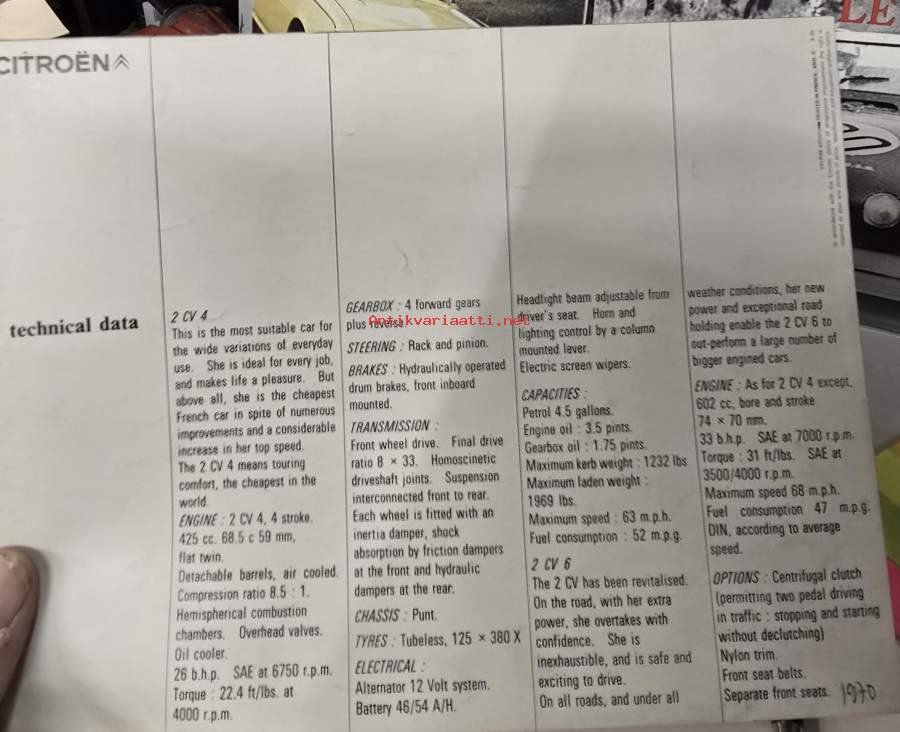 CITROËN
technical data
2 CV 4
This is the most suitable car for
the wide variations of everyday
use. She is ideal for every job,
and makes life a pleasure. But
above all, she is the cheapest
French car in spite of numerous
improvements and a considerable
increase in her top speed.
The 2 CV 4 means touring
comfort, the cheapest in the
world.
ENGINE : 2 CV 4, 4 stroke.
425 cc. 68.5 c 59 mm,
flat twin.
Detachable barrels, air cooled.
Compression ratio 8.5 : 1.
Hemispherical combustion
chambers. Overhead valves.
Oil cooler.
26 b.h.p. SAE at 6750 r.p.m.
Torque : 22.4 ft/lbs. at
4000 r.p.m.
GEARBOX : 4 forward gears
plus reverse.
Antikvariaatti.net
STEERING : Rack and pinion.
BRAKES : Hydraulically operated
drum brakes, front inboard
mounted.
TRANSMISSION :
Front wheel drive. Final drive
ratio 8 × 33. Homoscinetic
driveshaft joints. Suspension
interconnected front to rear.
Each wheel is fitted with an
inertia damper, shock
absorption by friction dampers
at the front and hydraulic
dampers at the rear.
CHASSIS : Punt.
TYRES : Tubeless, 125 × 380 X
ELECTRICAL :
Alternator 12 Volt system.
Battery 46/54 A/H.
Headlight beam adjustable from
driver's seat. Horn and
lighting control by a column
mounted lever.
Electric screen wipers.
CAPACITIES :
Petrol 4.5 gallons.
Engine oil : 3.5 pints.
Gearbox oil : 1.75 pints.
Maximum kerb weight : 1232 lbs
Maximum laden weight :
1969 lbs.
Maximum speed : 63 m.p.h.
Fuel consumption : 52 m.p.g.
2 CV 6
The 2 CV has been revitalised.
On the road, with her extra
power, she overtakes with
confidence. She is
inexhaustible, and is safe and
exciting to drive.
On all roads, and under all
weather conditions, her new
power and exceptional road
holding enable the 2 CV 6 to
out-perform a large number of
bigger engined cars.
ENGINE : As for 2 CV 4 except.
602 cc, bore and stroke
74 × 70 mm.
33 b.h.p. SAE at 7000 r.p.m.
Torque : 31 ft/lbs. SAE at
3500/4000 r.p.m.
Maximum speed 68 m.p.h.
Fuel consumption 47 m.p.g.
DIN, according to average
speed.
OPTIONS : Centrifugal clutch
(permitting two pedal driving
in traffic : stopping and starting
without declutching)
Nylon trim.
Front seat belts.
Separate front seats.
1970
LE